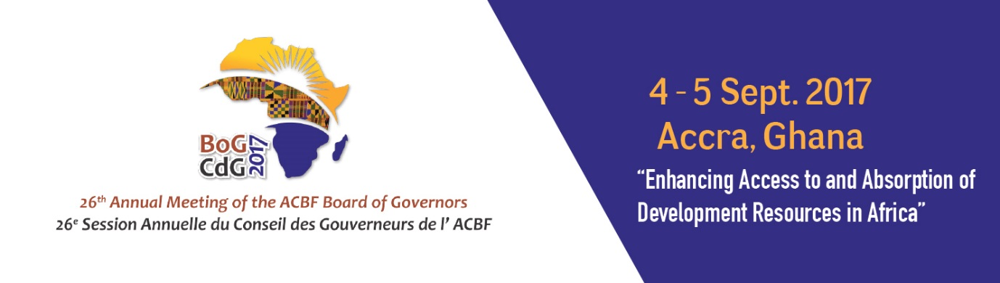 BoG
CdG
2017
26th Annual Meeting of the ACBF Board of Governors
26e Session Annuelle du Conseil des Gouverneurs de l’ ACBF
4 - 5 Sept. 2017
Accra, Ghana
“Enhancing Access to and Absorption of
Development Resources in Africa”